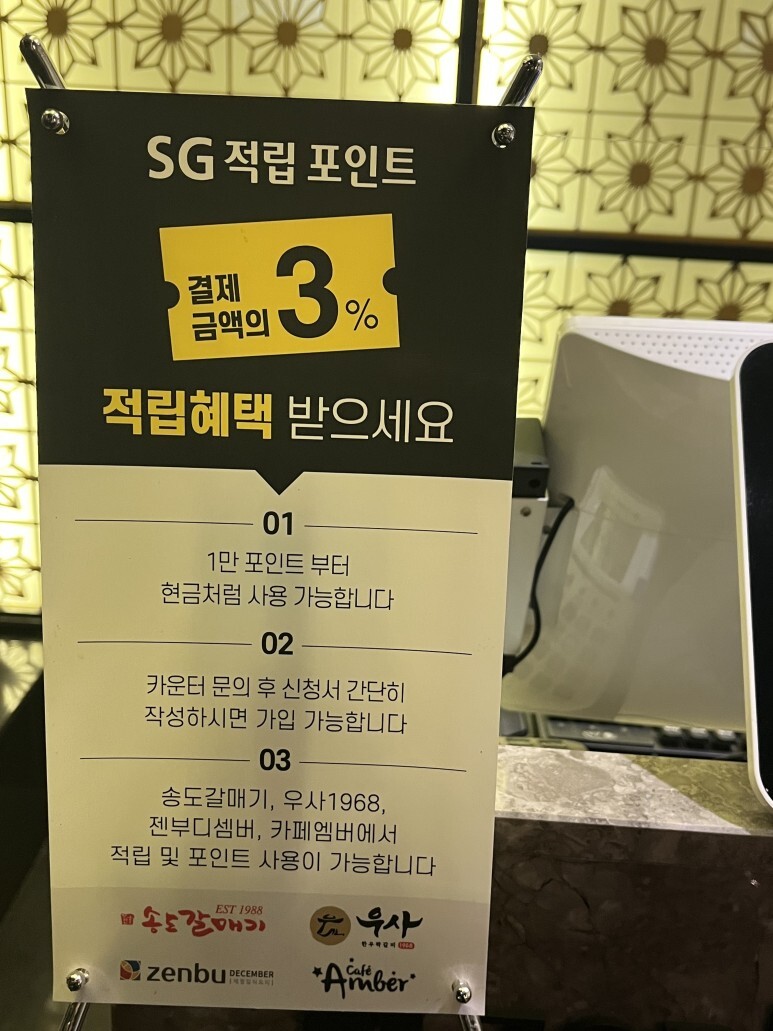 SG 적립 포인트
결제
금액의 3%
적립혜택 받으세요
01
1만 포인트 부터
현금처럼 사용 가능합니다
02
카운터 문의 후 신청서 간단히
작성하시면 가입 가능합니다
03
송도갈매기, 우사1968,
젠부디셈버, 카페엠버에서
적립 및 포인트 사용이 가능합니다
EST 1988
송도갈매기
우사
1968
zenbu DECEMBER
Café
Amber